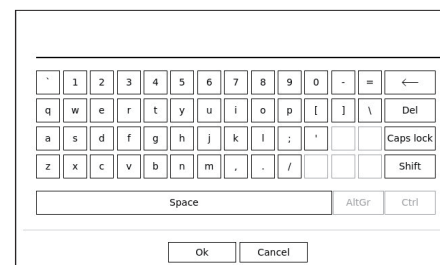 ` 1 2 3 4 5 6 7 8 9 0 - = ←
q w e r t y u i o p [ ] \ Del
a s d f g h j k l ; ' Caps lock
z x c v b n m , . / Shift
Space AltGr Ctrl
Ok Cancel